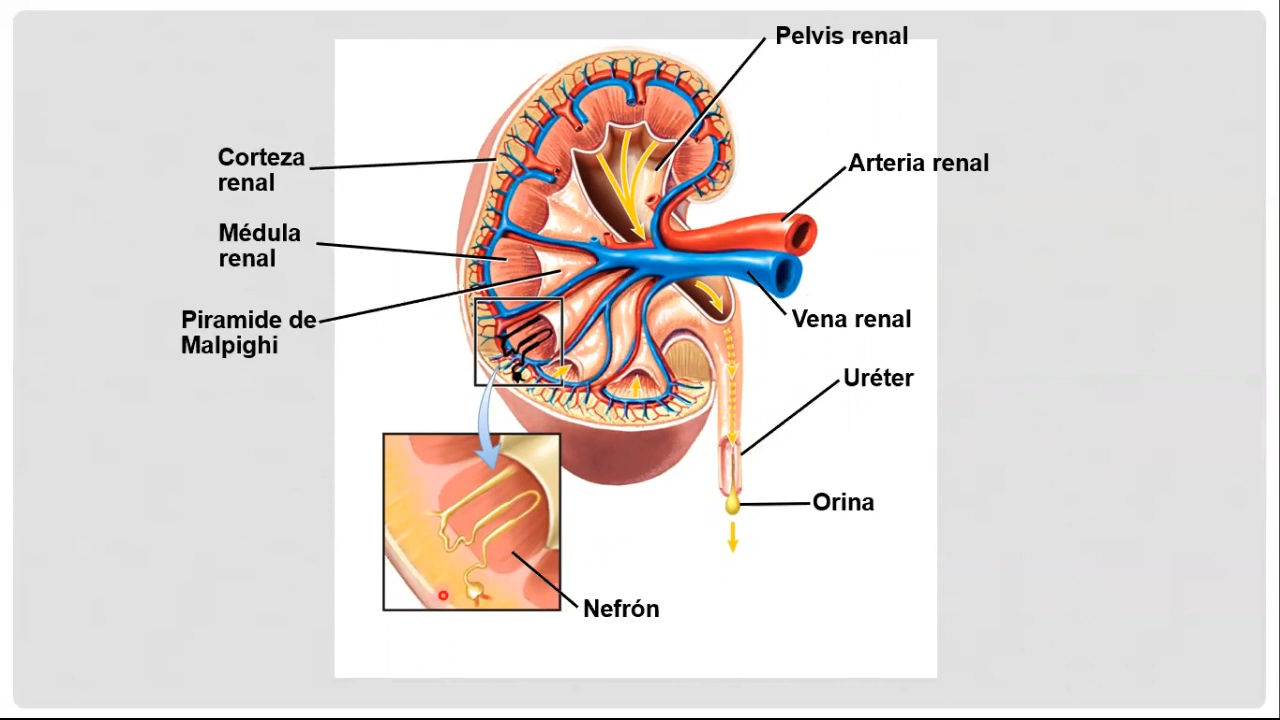 Pelvis renal
Corteza
renal
Arteria renal
Médula
renal
Piramide de
Malpighi
Vena renal
Uréter
Orina
Nefrón